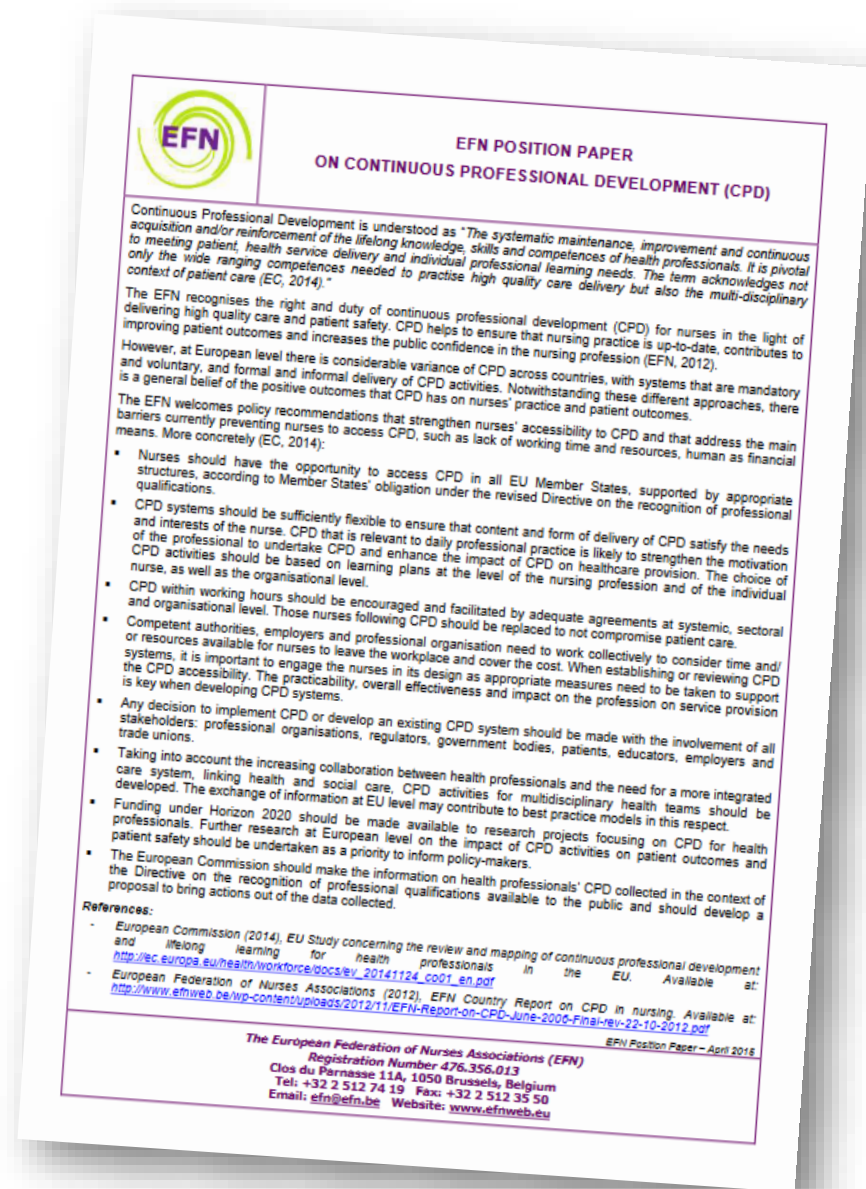 EFN
EFN POSITION PAPER
ON CONTINUOUS PROFESSIONAL DEVELOPMENT (CPD)
Continuous Professional Development is understood as "The systematic maintenance, improvement and continuous
acquisition and/or reinforcement of the lifelong knowledge, skills and competences of health professionals. It is pivotal
to meeting patient, health service delivery and individual professional learning needs. The term acknowledges not
only the wide ranging competences needed to practise high quality care delivery but also the multi-disciplinary
context of patient care (EC, 2014)."
The EFN recognises the right and duty of continuous professional development (CPD) for nurses in the light of
delivering high quality care and patient safety. CPD helps to ensure that nursing practice is up-to-date, contributes to
improving patient outcomes and increases the public confidence in the nursing profession (EFN, 2012).
However, at European level there is considerable variance of CPD across countries, with systems that are mandatory
and voluntary, and formal and informal delivery of CPD activities. Notwithstanding these different approaches, there
is a general belief of the positive outcomes that CPD has on nurses' practice and patient outcomes.
The EFN welcomes policy recommendations that strengthen nurses' accessibility to CPD and that address the main
barriers currently preventing nurses to access CPD, such as lack of working time and resources, human as financial
means. More concretely (EC, 2014):
▪ Nurses should have the opportunity to access CPD in all EU Member States, supported by appropriate
structures, according to Member States' obligation under the revised Directive on the recognition of professional
qualifications.
▪ CPD systems should be sufficiently flexible to ensure that content and form of delivery of CPD satisfy the needs
and interests of the nurse. CPD that is relevant to daily professional practice is likely to strengthen the motivation
of the professional to undertake CPD and enhance the impact of CPD on healthcare provision. The choice of
CPD activities should be based on learning plans at the level of the nursing profession and of the individual
nurse, as well as the organisational level.
▪ CPD within working hours should be encouraged and facilitated by adequate agreements at systemic, sectoral
and organisational level. Those nurses following CPD should be replaced to not compromise patient care.
▪ Competent authorities, employers and professional organisation need to work collectively to consider time and/
or resources available for nurses to leave the workplace and cover the cost. When establishing or reviewing CPD
systems, it is important to engage the nurses in its design as appropriate measures need to be taken to support
the CPD accessibility. The practicability, overall effectiveness and impact on the profession on service provision
is key when developing CPD systems.
▪ Any decision to implement CPD or develop an existing CPD system should be made with the involvement of all
stakeholders: professional organisations, regulators, government bodies, patients, educators, employers and
trade unions.
▪ Taking into account the increasing collaboration between health professionals and the need for a more integrated
care system, linking health and social care, CPD activities for multidisciplinary health teams should be
developed. The exchange of information at EU level may contribute to best practice models in this respect.
▪ Funding under Horizon 2020 should be made available to research projects focusing on CPD for health
professionals. Further research at European level on the impact of CPD activities on patient outcomes and
patient safety should be undertaken as a priority to inform policy-makers.
▪ The European Commission should make the information on health professionals' CPD collected in the context of
the Directive on the recognition of professional qualifications available to the public and should develop a
proposal to bring actions out of the data collected.
References:
- European Commission (2014), EU Study concerning the review and mapping of continuous professional development
and lifelong learning for health professionals in the EU. Available at:
http://ec.europa.eu/health/workforce/docs/ev_20141124_co01_en.pdf
- European Federation of Nurses Associations (2012), EFN Country Report on CPD in nursing. Available at:
http://www.efnweb.be/wp-content/uploads/2012/11/EFN-Report-on-CPD-June-2006-Final-rev-22-10-2012.pdf
EFN Position Paper – April 2015
The European Federation of Nurses Associations (EFN)
Registration Number 476.356.013
Clos du Parnasse 11A, 1050 Brussels, Belgium
Tel: +32 2 512 74 19 Fax: +32 2 512 35 50
Email: efn@efn.be Website: www.efnweb.eu